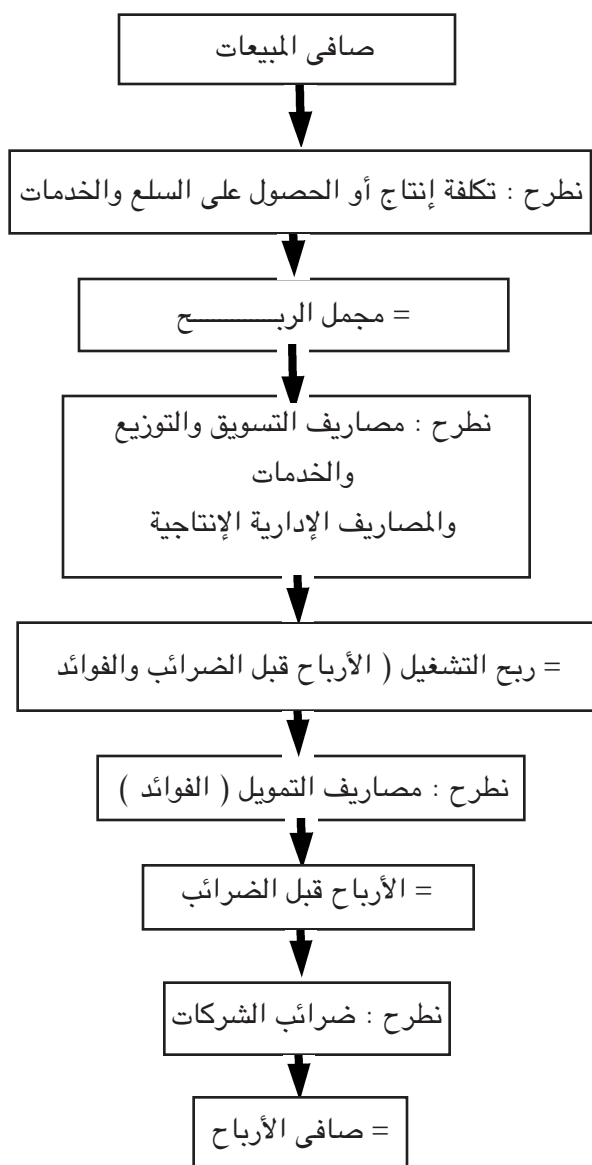 صافى المبيعات
نطرح : تكلفة إنتاج أو الحصول على السلع والخدمات
= مجمل الربـــــــــــــح
نطرح : مصاريف التسويق والتوزيع
والخدمات
والمصاريف الإدارية الإنتاجية
= ربح التشغيل ( الأرباح قبل الضرائب والفوائد
نطرح : مصاريف التمويل ( الفوائد )
= الأرباح قبل الضرائب
نطرح : ضرائب الشركات
= صافى الأرباح